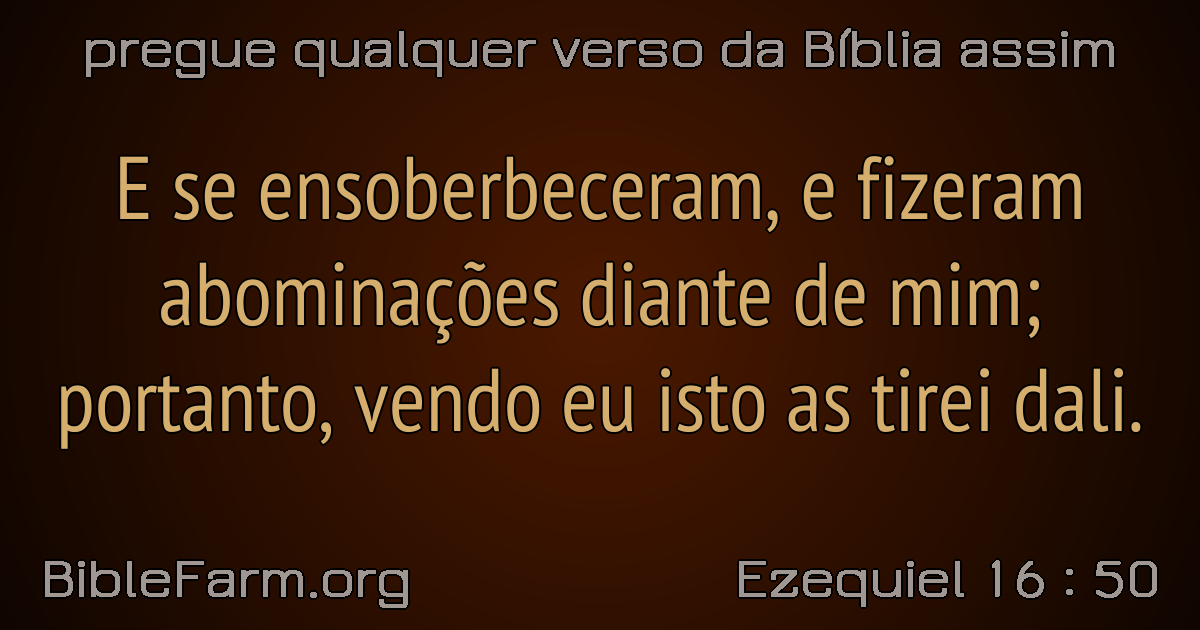 pregue qualquer verso da Bíblia assim
E se ensoberbeceram, e fizeram
abominações diante de mim;
portanto, vendo eu isto as tirei dali.
BibleFarm.org
Ezequiel 16 : 50